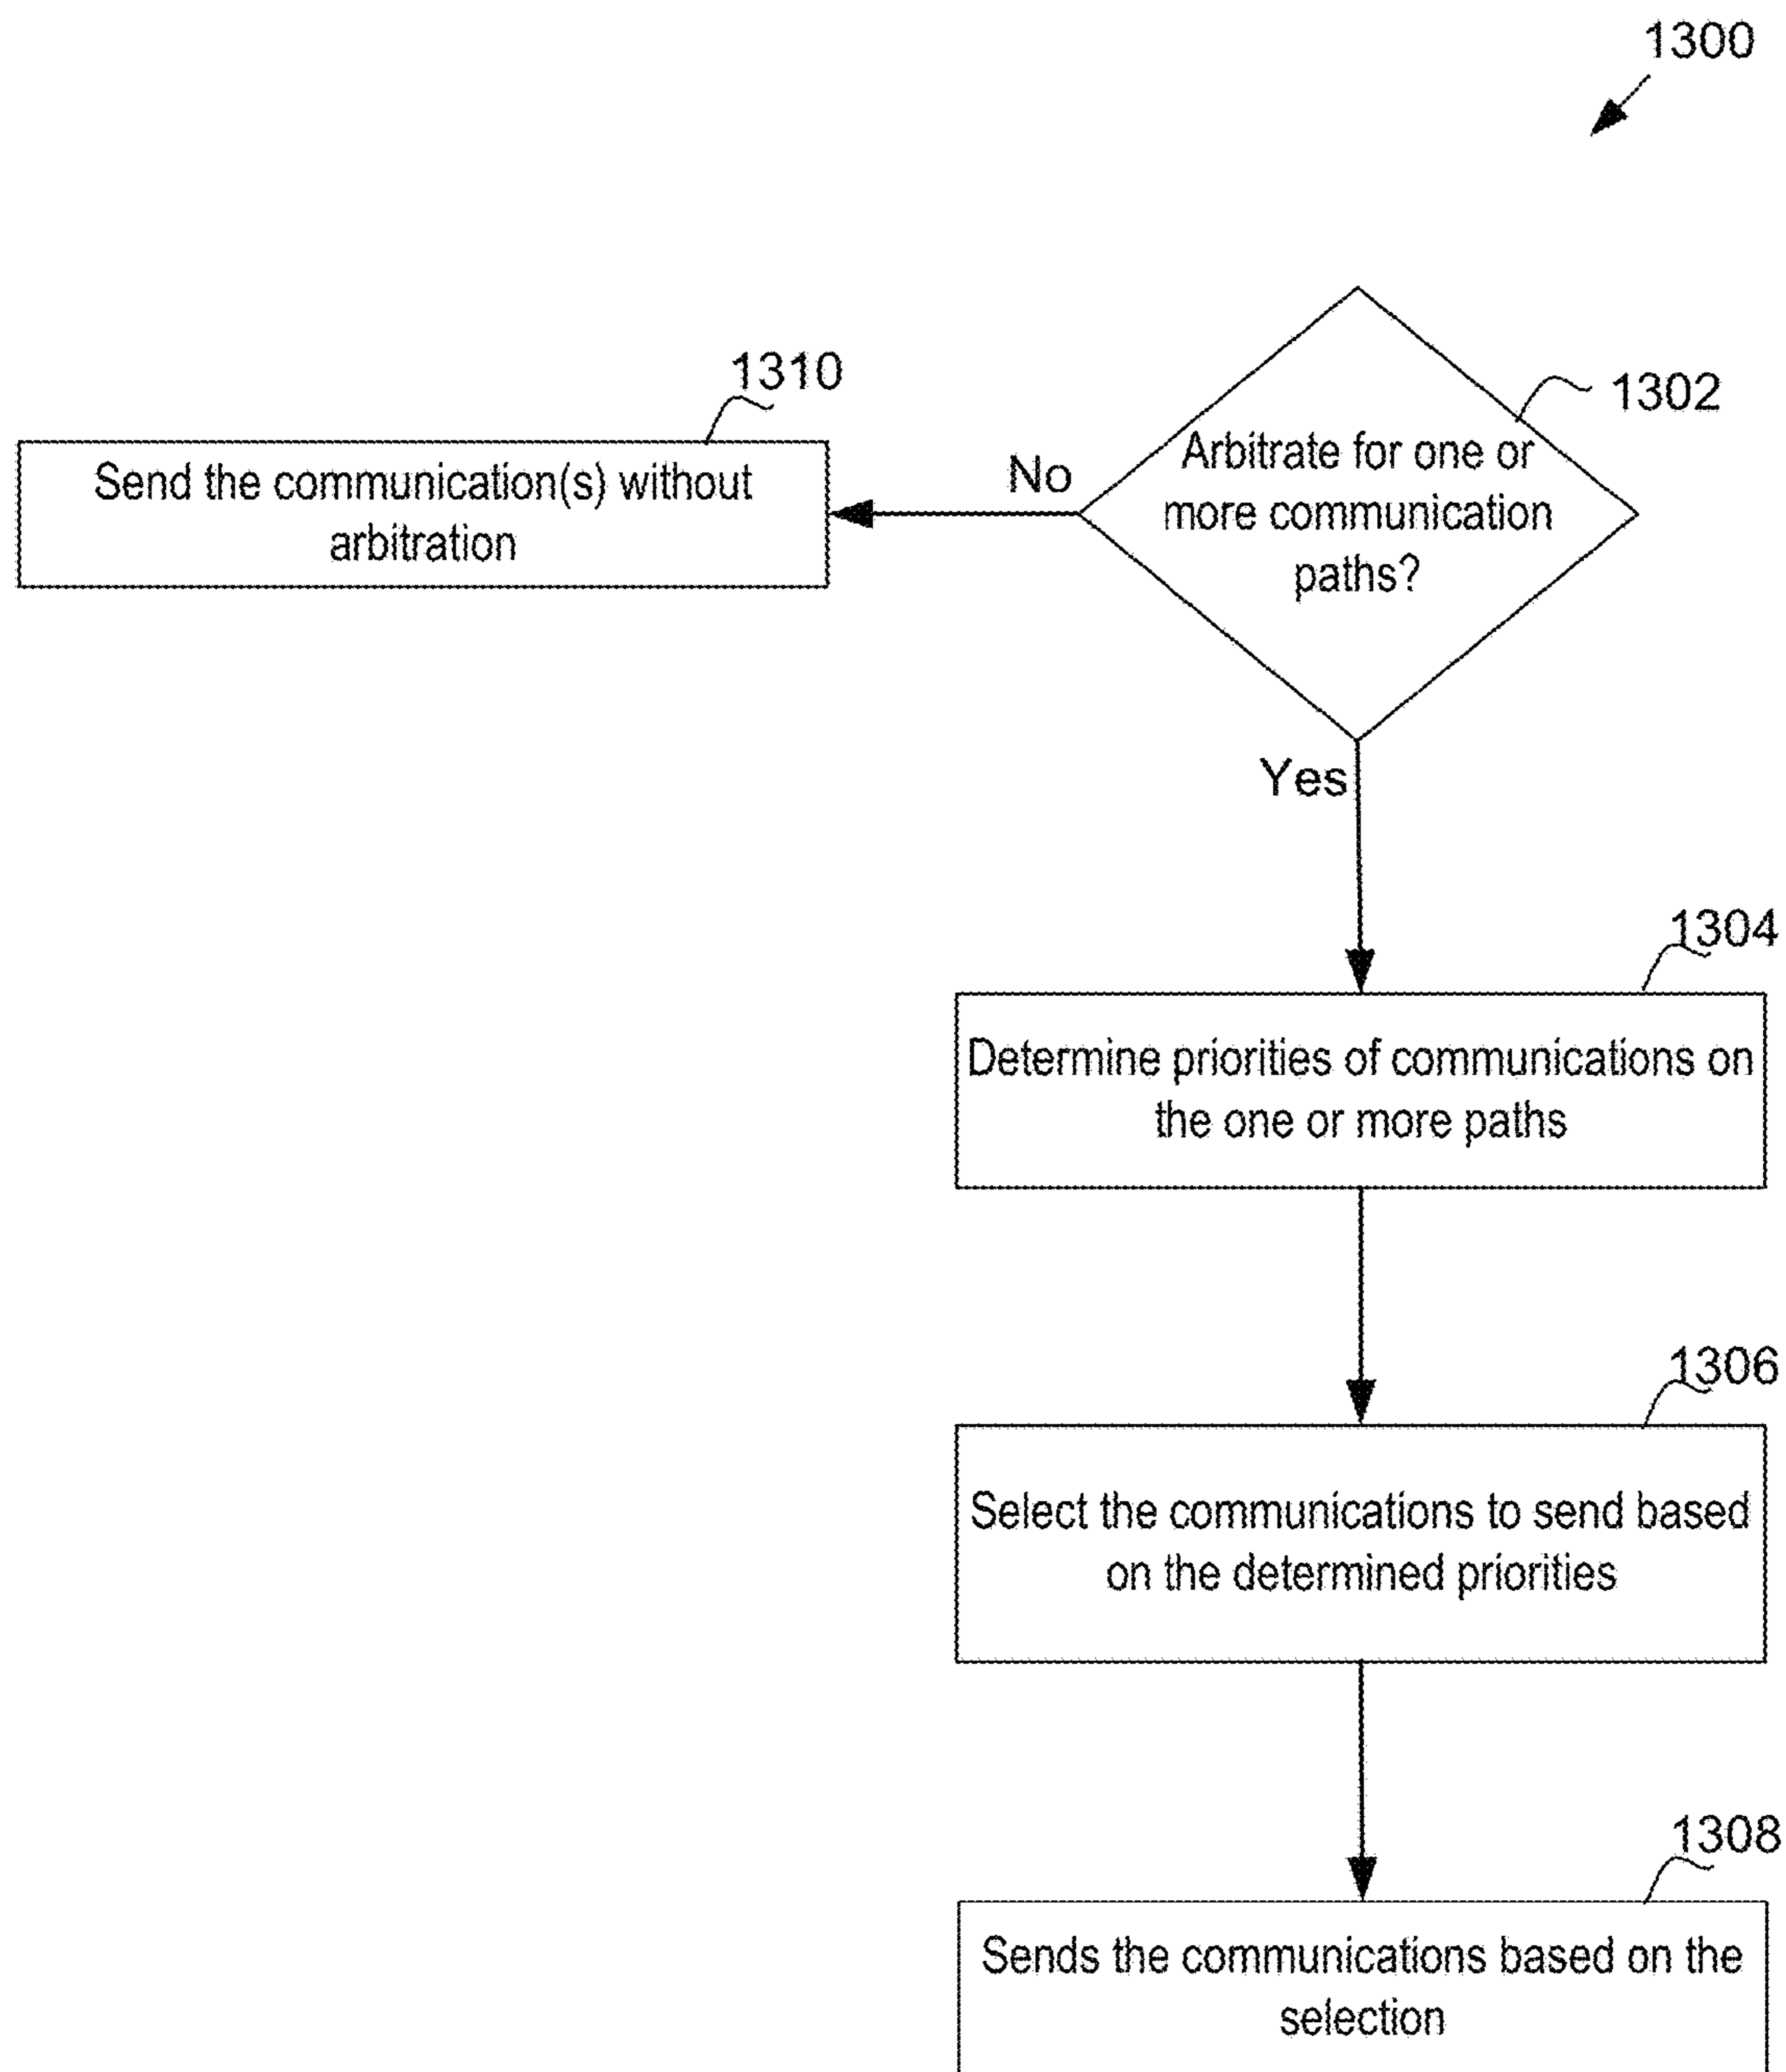 1300
1310
1302
Send the communication(s) without
arbitration
No
Arbitrate for one or
more communication
paths?
Yes
1304
Determine priorities of communications on
the one or more paths
1306
Select the communications to send based
on the determined priorities
1308
Sends the communications based on the
selection